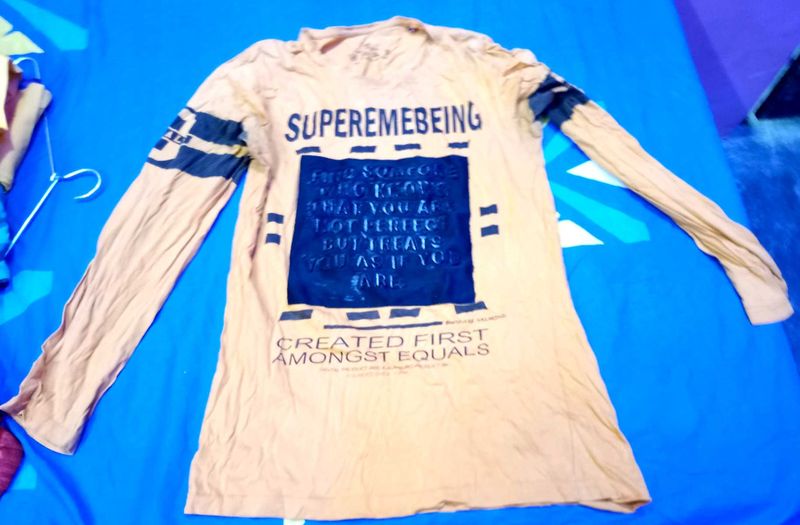 SUPEREMEBEING
FIND SOMEONE
WHO KNOWS
THAT YOU ARE
NOT PERFECT
BUT TREATS
YOU AS IF YOU
ARE
CREATED FIRST
AMONGST EQUALS